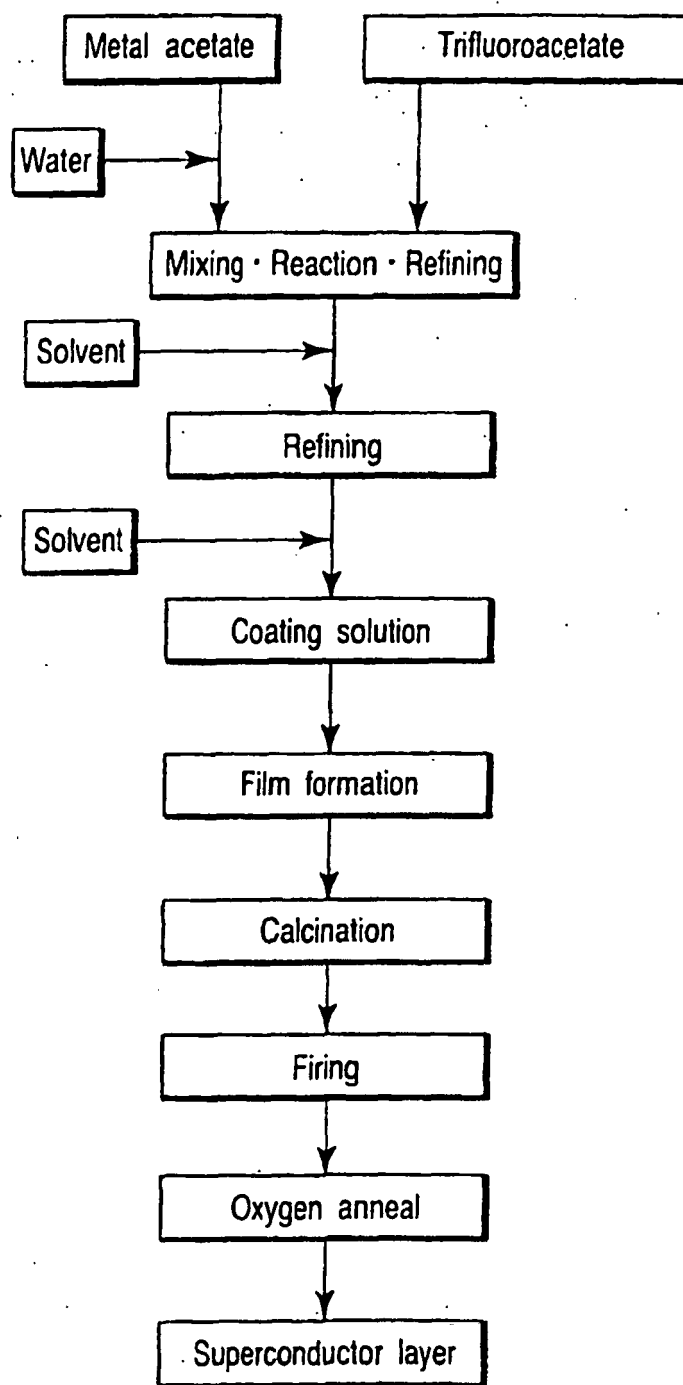 Metal acetate
Trifluoroacetate
Water
Mixing · Reaction · Refining
Solvent
Refining
Solvent
Coating solution
Film formation
Calcination
Firing
Oxygen anneal
Superconductor layer